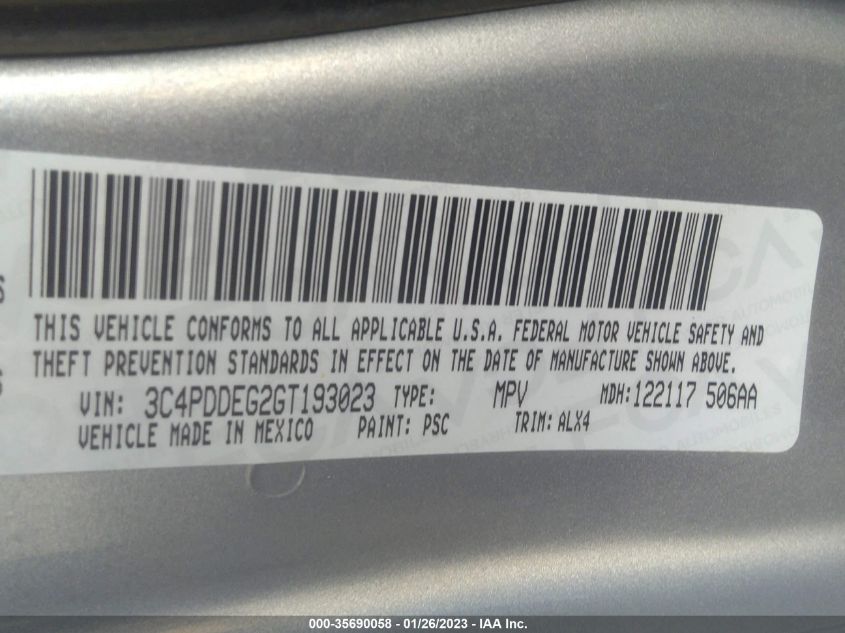 THIS VEHICLE CONFORMS TO ALL APPLICABLE U.S.A. FEDERAL MOTOR VEHICLE SAFETY AND
THEFT PREVENTION STANDARDS IN EFFECT ON THE DATE OF MANUFACTURE SHOWN ABOVE.
VIN: 3C4PDDEG2GT193023 TYPE: MPV MDH:122117 506AA
VEHICLE MADE IN MEXICO PAINT: PSC TRIM: ALX4
000-35690058 - 01/26/2023 - IAA Inc.